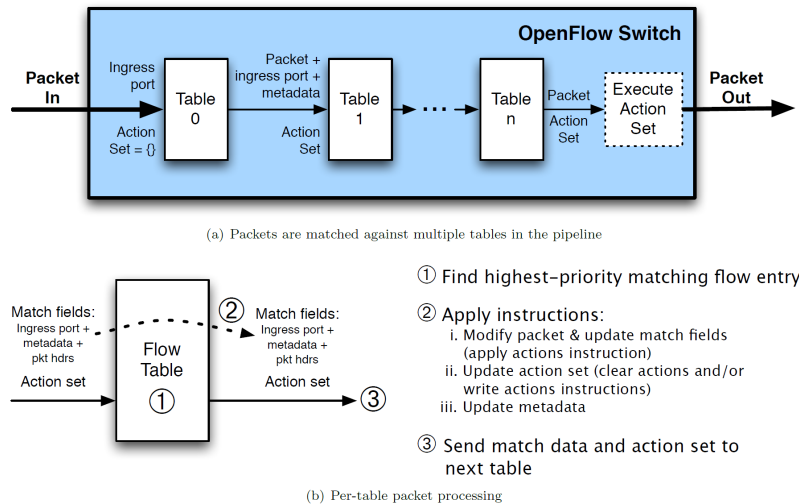 OpenFlow Switch
Packet
In
Ingress
port
Action
Set = {}
Table
0
Packet +
ingress port +
metadata
Action
Set
Table
1
...
Table
n
Packet
Action
Set
Execute
Action
Set
Packet
Out
(a) Packets are matched against multiple tables in the pipeline
Match fields:
Ingress port +
metadata +
pkt hdrs
Action set
Flow
Table
①
②
Match fields:
Ingress port +
metadata +
pkt hdrs
Action set
③
① Find highest-priority matching flow entry
② Apply instructions:
i. Modify packet & update match fields
(apply actions instruction)
ii. Update action set (clear actions and/or
write actions instructions)
iii. Update metadata
③ Send match data and action set to
next table
(b) Per-table packet processing